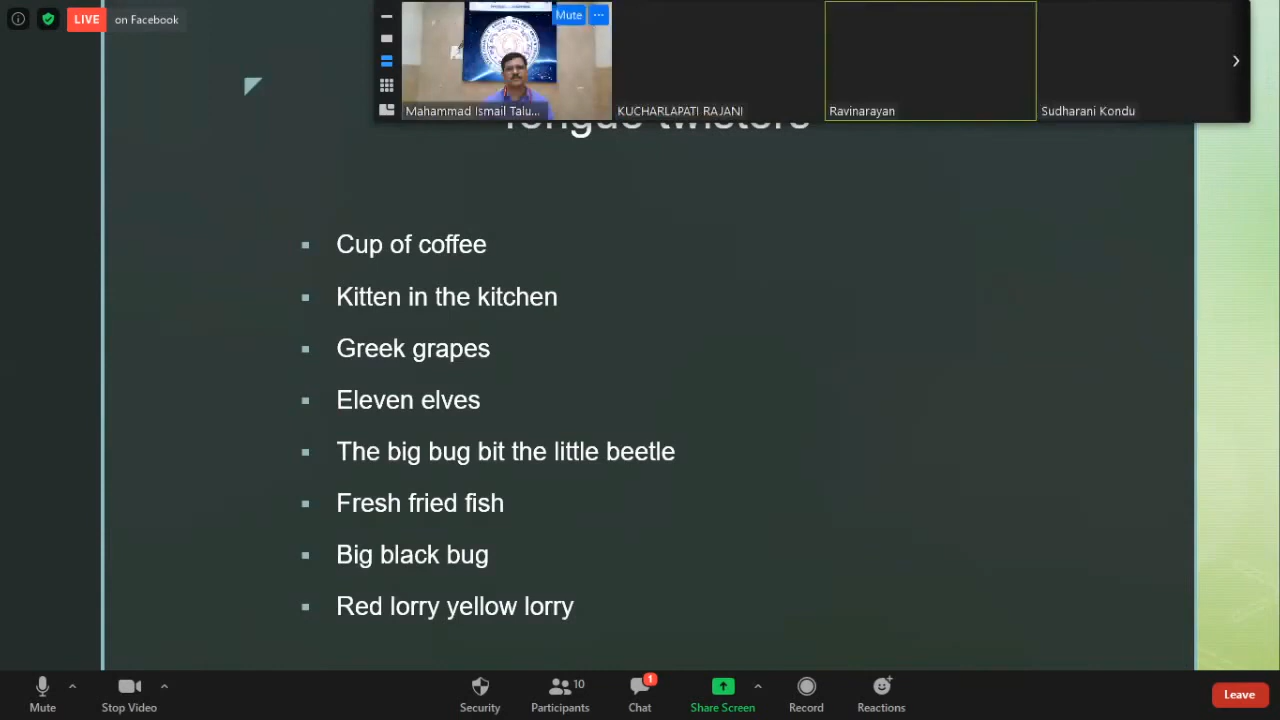 LIVE on Facebook
Mute ...
Mahammad Ismail Talu...
KUCHARLAPATI RAJANI
Ravinarayan
Sudharani Kondu
Tongue twisters
Cup of coffee
Kitten in the kitchen
Greek grapes
Eleven elves
The big bug bit the little beetle
Fresh fried fish
Big black bug
Red lorry yellow lorry
Mute
Stop Video
Security
10
Participants
1
Chat
Share Screen
Record
Reactions
Leave